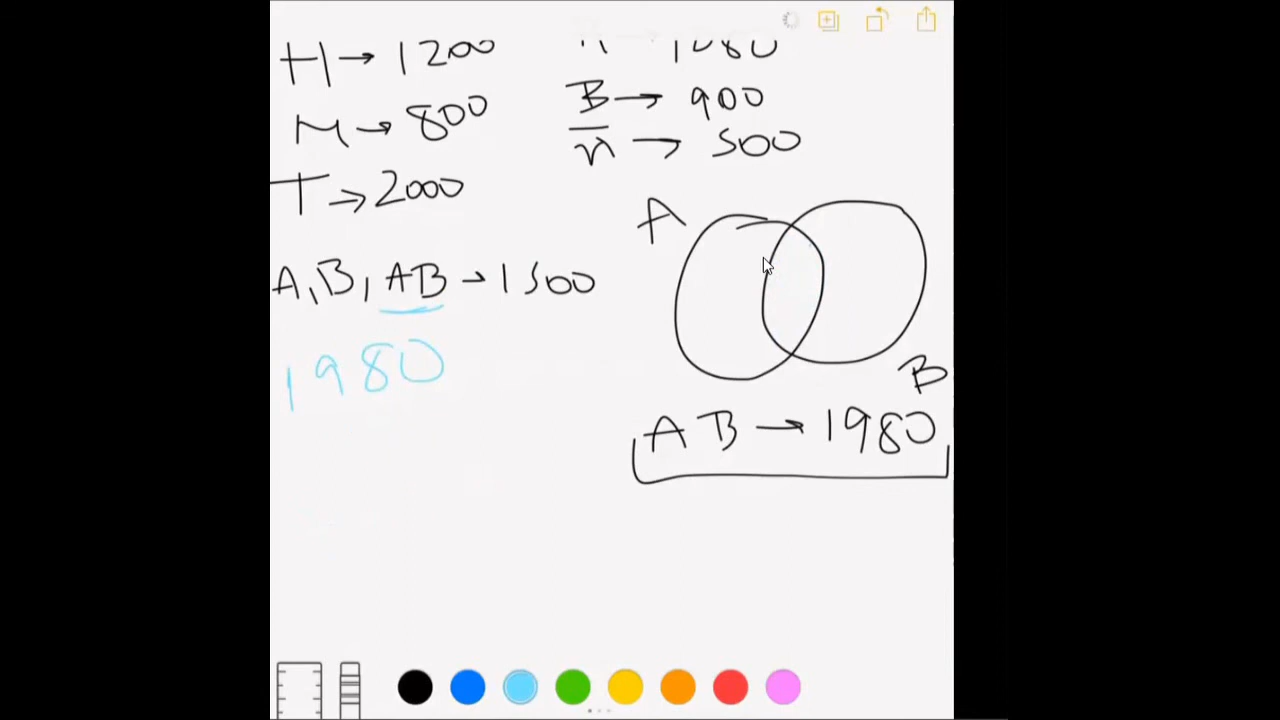 H → 1200
M → 800
T → 2000
A, B, AB → 1500
1980
1080
B → 900
n̅ → 500
A
B
AB → 1980